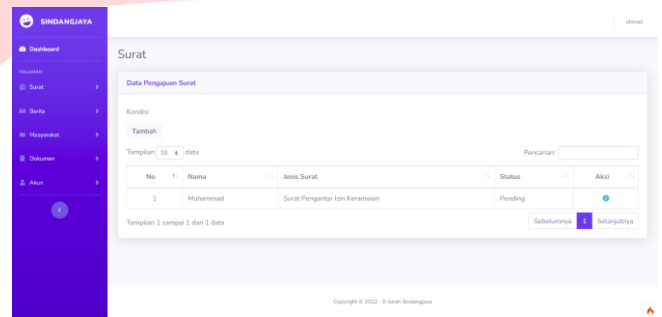 SINDANGJAYA
ahmad
Dashboard
HALAMAN
Surat
Berita
Masyarakat
Dokumen
Akun
Surat
Data Pengajuan Surat
Kondisi
Tambah
Tampilan 10 data
Pencarian:
No Nama Jenis Surat Status Aksi
1 Muhammad Surat Pengantar Izin Keramaian Pending
Tampilan 1 sampai 1 dari 1 data
Sebelumnya 1 Selanjutnya
Copyright © 2022 - E-lurah Sindangjaya